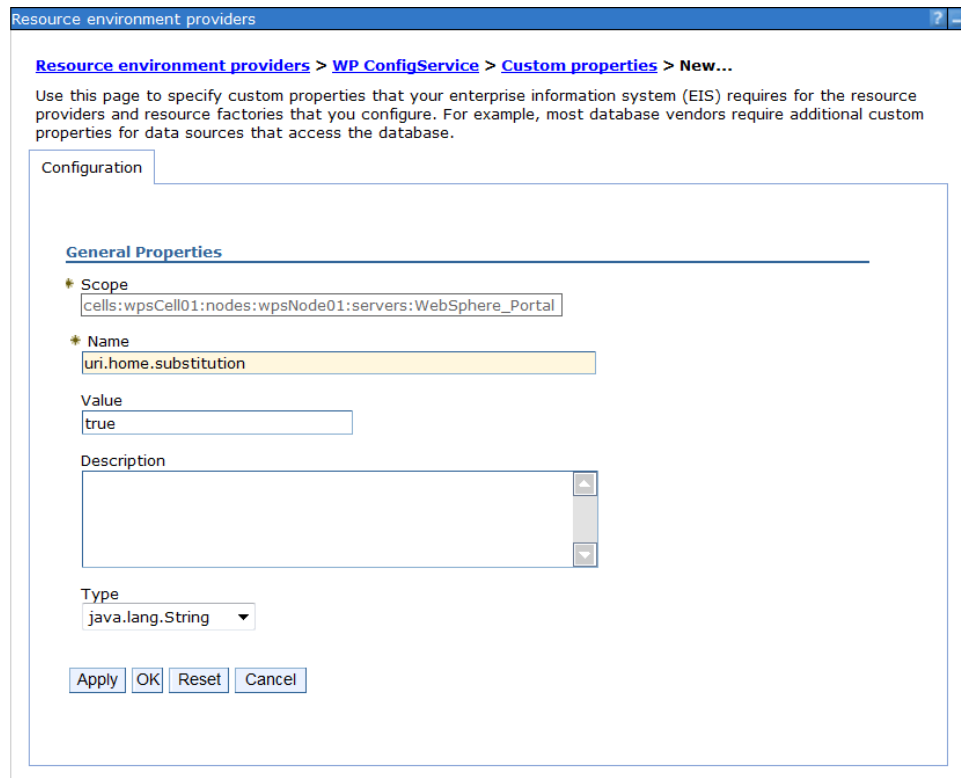 Resource environment providers ? –
Resource environment providers > WP ConfigService > Custom properties > New...
Use this page to specify custom properties that your enterprise information system (EIS) requires for the resource
providers and resource factories that you configure. For example, most database vendors require additional custom
properties for data sources that access the database.
Configuration
General Properties
* Scope
cells:wpsCell01:nodes:wpsNode01:servers:WebSphere_Portal
* Name
uri.home.substitution
Value
true
Description
Type
java.lang.String
Apply OK Reset Cancel